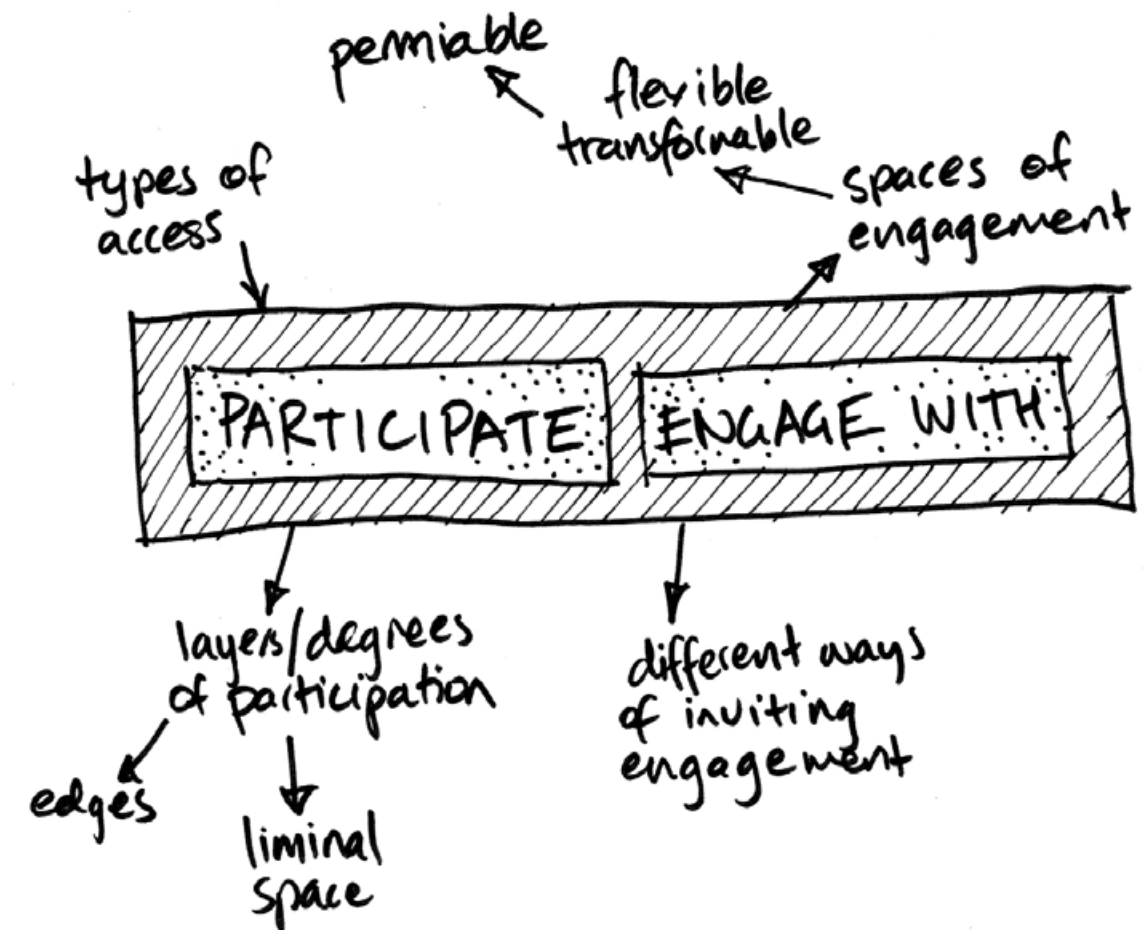 permiable
flexible
transformable
types of
access
spaces of
engagement
PARTICIPATE
ENGAGE WITH
layers/degrees
of participation
edges
liminal
space
different ways
of inviting
engagement